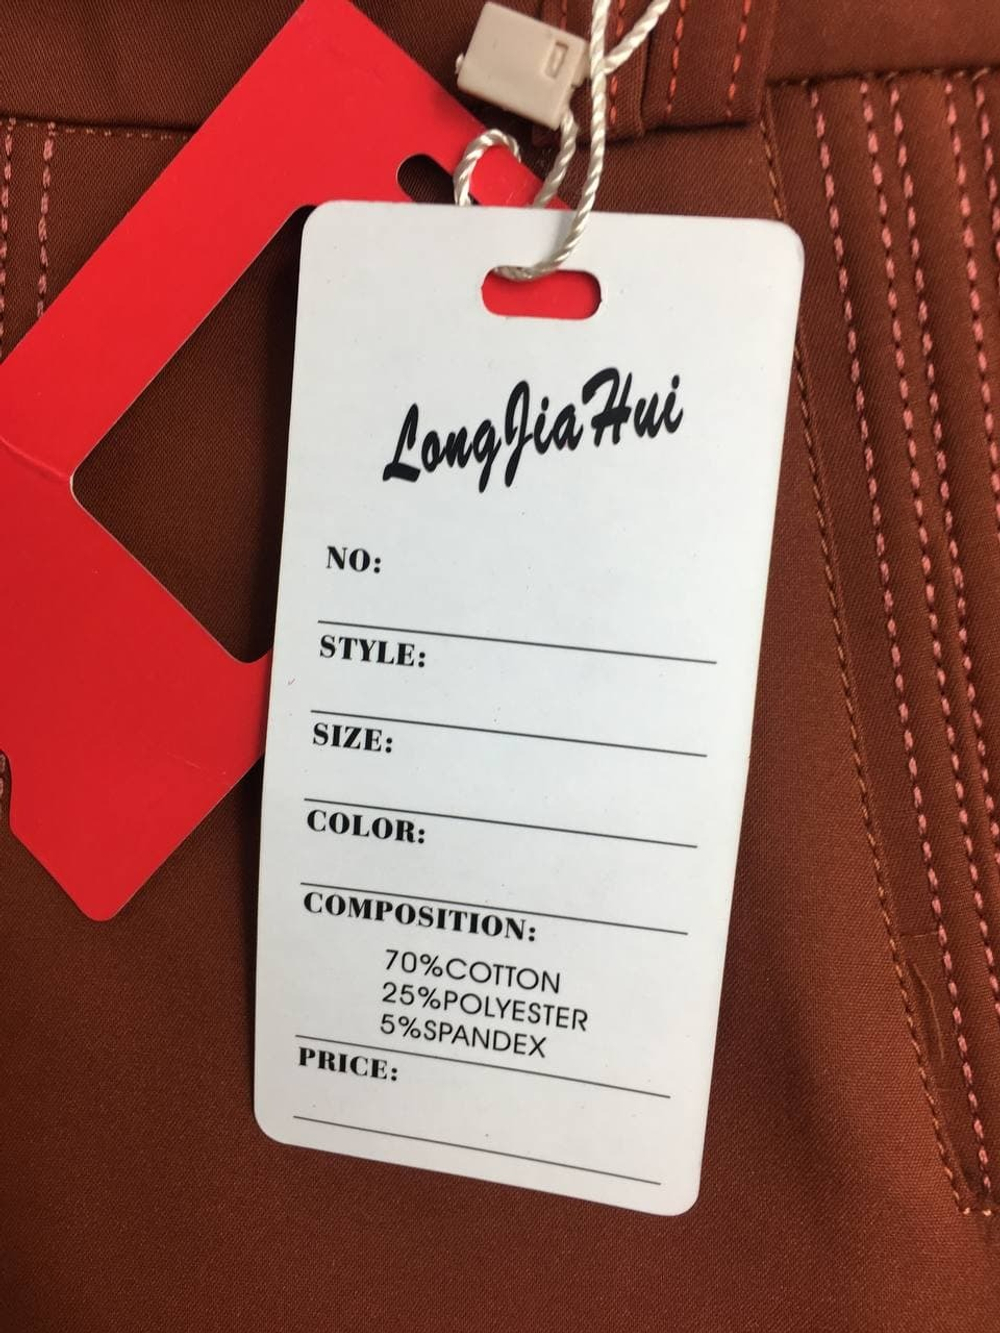 LongJiaHui
NO:
STYLE:
SIZE:
COLOR:
COMPOSITION:
70%COTTON
25%POLYESTER
5%SPANDEX
PRICE: